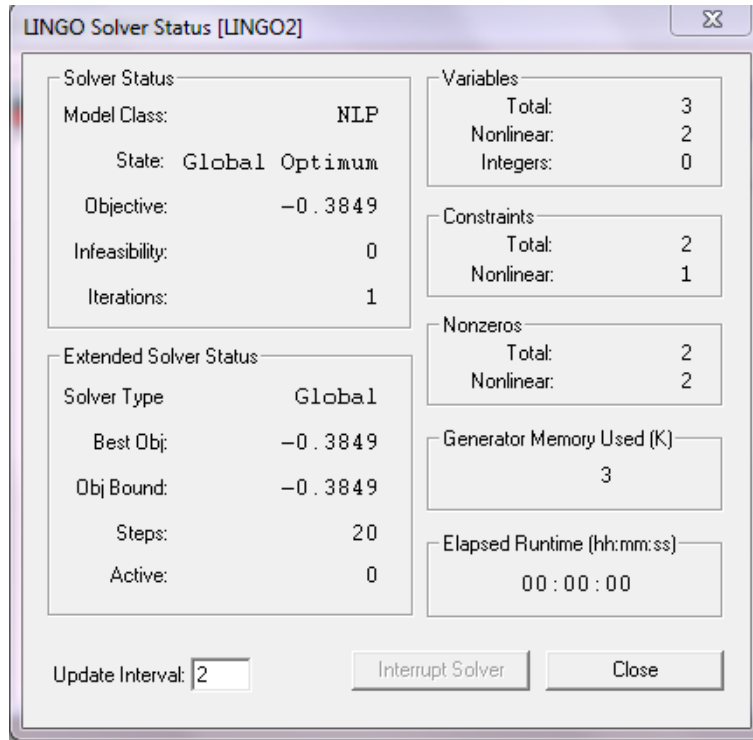 LINGO Solver Status [LINGO2]
Solver Status
Model Class: NLP
State: Global Optimum
Objective: -0.3849
Infeasibility: 0
Iterations: 1
Extended Solver Status
Solver Type Global
Best Obj: -0.3849
Obj Bound: -0.3849
Steps: 20
Active: 0
Variables
Total: 3
Nonlinear: 2
Integers: 0
Constraints
Total: 2
Nonlinear: 1
Nonzeros
Total: 2
Nonlinear: 2
Generator Memory Used (K)
3
Elapsed Runtime (hh:mm:ss)
00:00:00
Update Interval: 2
Interrupt Solver
Close